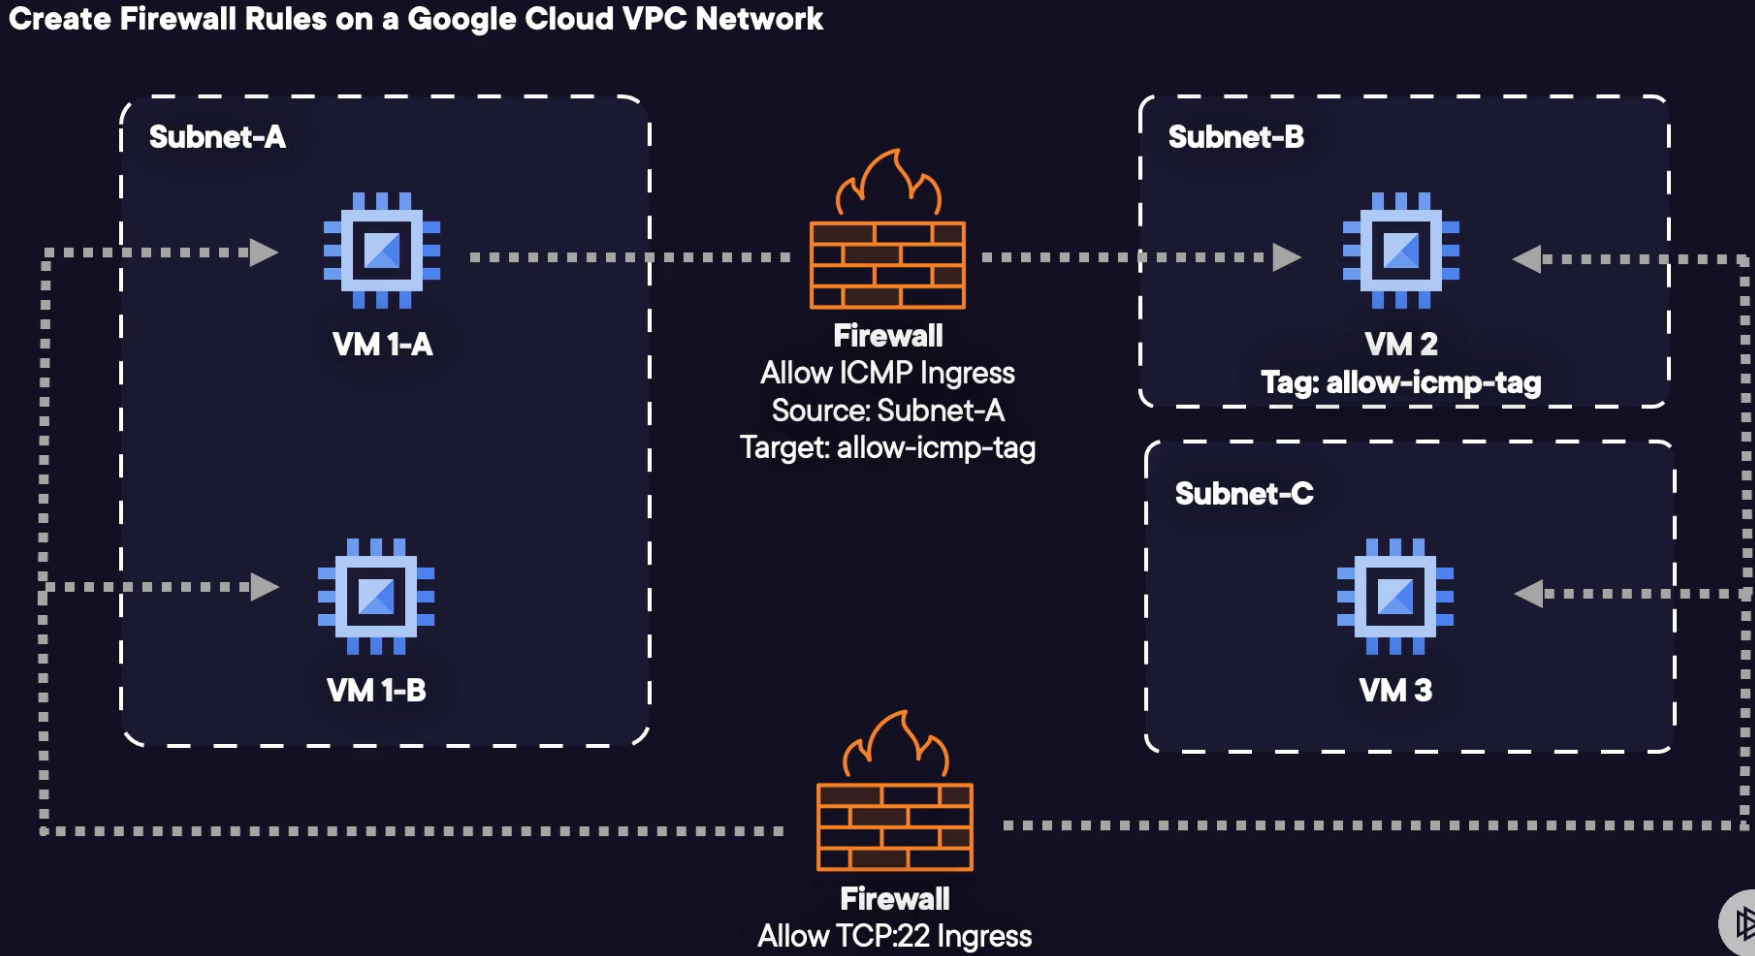 Create Firewall Rules on a Google Cloud VPC Network
Subnet-A
VM 1-A
VM 1-B
Firewall
Allow ICMP Ingress
Source: Subnet-A
Target: allow-icmp-tag
Subnet-B
VM 2
Tag: allow-icmp-tag
Subnet-C
VM 3
Firewall
Allow TCP:22 Ingress